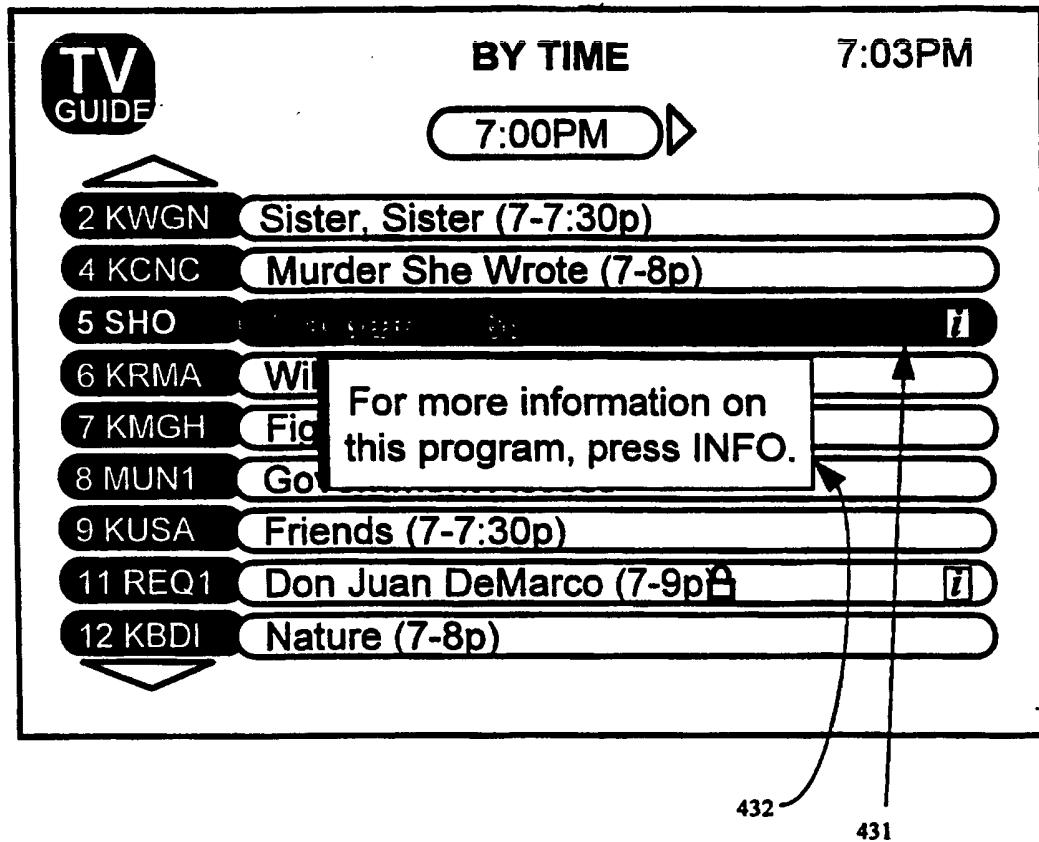 TV
GUIDE
BY TIME
7:03PM
7:00PM
2 KWGN Sister, Sister (7-7:30p)
4 KCNC Murder She Wrote (7-8p)
5 SHO i
6 KRMA Wil
7 KMGH Fig
8 MUN1 Gov
9 KUSA Friends (7-7:30p)
11 REQ1 Don Juan DeMarco (7-9p i
12 KBDI Nature (7-8p)
For more information on
this program, press INFO.
432
431